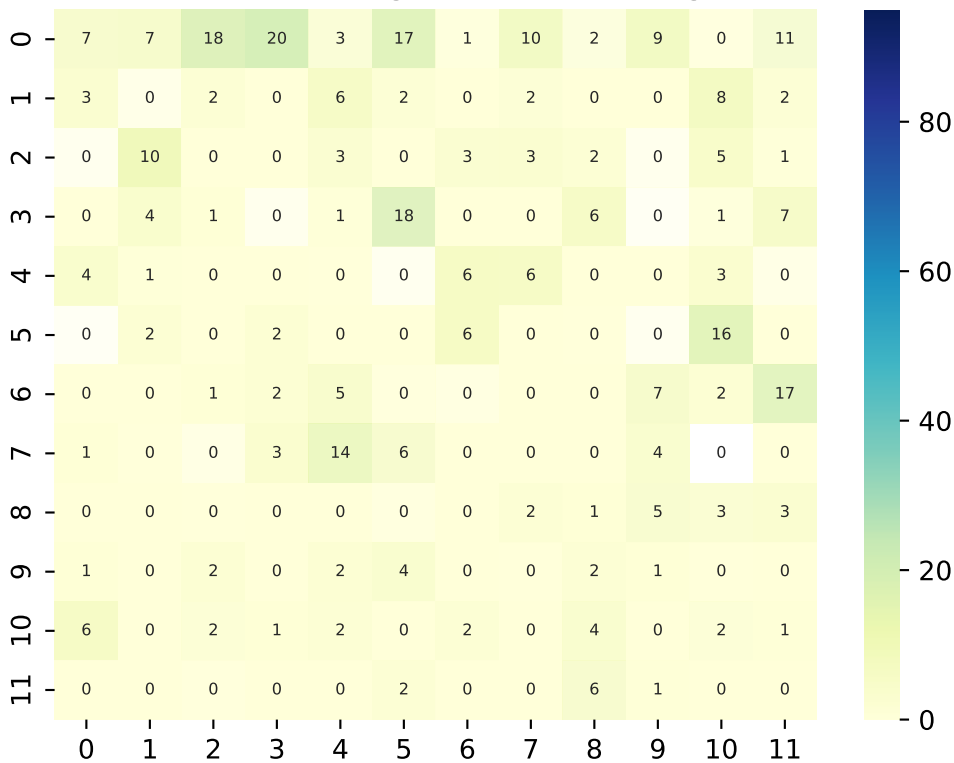 0 7 7 18 20 3 17 1 10 2 9 0 11
1 3 0 2 0 6 2 0 2 0 0 8 2
2 0 10 0 0 3 0 3 3 2 0 5 1
3 0 4 1 0 1 18 0 0 6 0 1 7
4 4 1 0 0 0 0 6 6 0 0 3 0
5 0 2 0 2 0 0 6 0 0 0 16 0
6 0 0 1 2 5 0 0 0 0 7 2 17
7 1 0 0 3 14 6 0 0 0 4 0 0
8 0 0 0 0 0 0 0 2 1 5 3 3
9 1 0 2 0 2 4 0 0 2 1 0 0
10 6 0 2 1 2 0 2 0 4 0 2 1
11 0 0 0 0 0 2 0 0 6 1 0 0
0 1 2 3 4 5 6 7 8 9 10 11
80
60
40
20
0